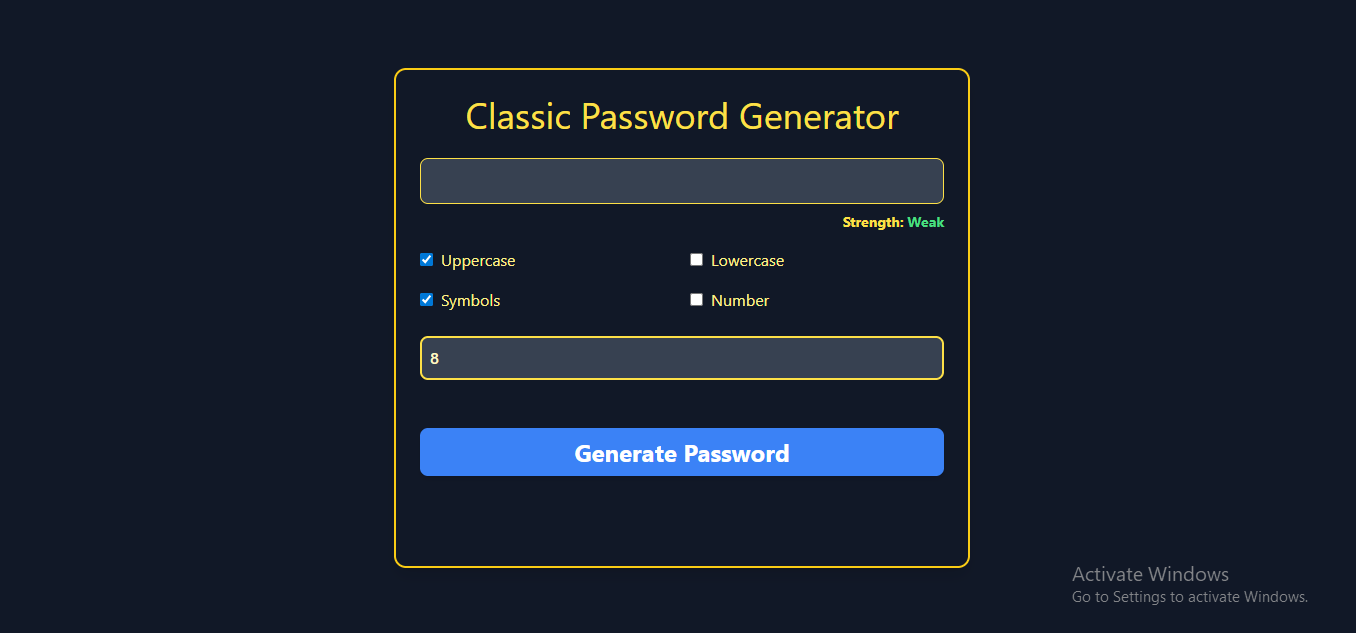 Classic Password Generator
Strength: Weak
Uppercase
Lowercase
Symbols
Number
8
Generate Password
Activate Windows
Go to Settings to activate Windows.